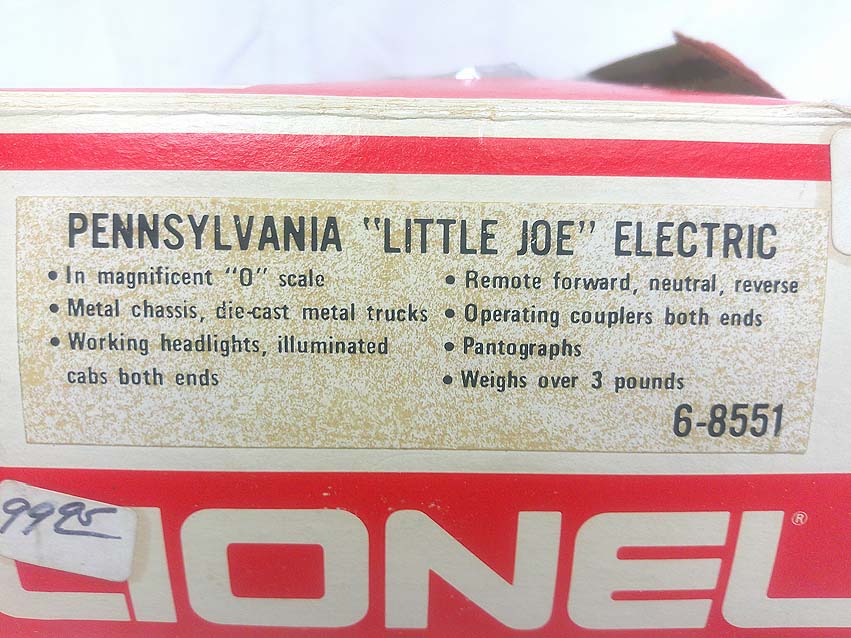 PENNSYLVANIA "LITTLE JOE" ELECTRIC
• In magnificent "O" scale
• Metal chassis, die-cast metal trucks
• Working headlights, illuminated
cabs both ends
• Remote forward, neutral, reverse
• Operating couplers both ends
• Pantographs
• Weighs over 3 pounds
6-8551
9995
LIONEL®